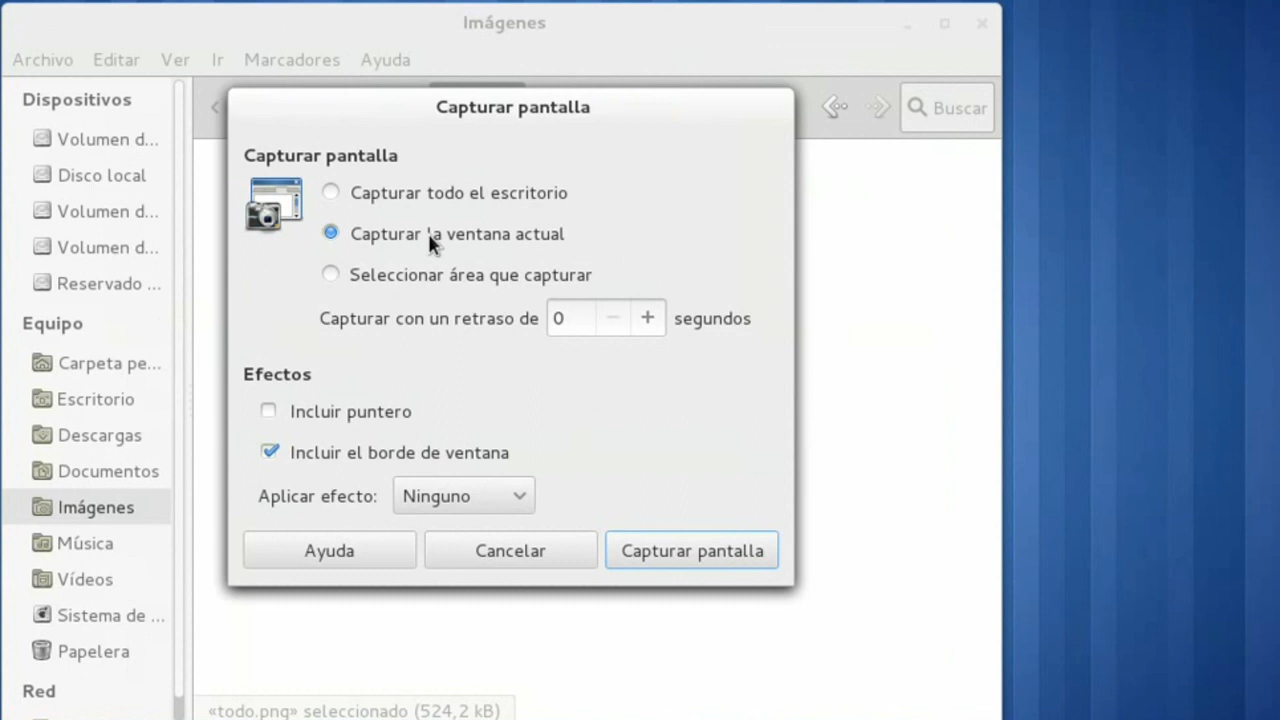 Imágenes
Archivo Editar Ver Ir Marcadores Ayuda
Dispositivos
Volumen d...
Disco local
Volumen d...
Volumen d...
Reservado ...
Equipo
Carpeta pe...
Escritorio
Descargas
Documentos
Imágenes
Música
Vídeos
Sistema de ...
Papelera
Red
Buscar
Capturar pantalla
Capturar pantalla
Capturar todo el escritorio
Capturar la ventana actual
Seleccionar área que capturar
Capturar con un retraso de 0 segundos
Efectos
Incluir puntero
Incluir el borde de ventana
Aplicar efecto: Ninguno
Ayuda Cancelar Capturar pantalla
«todo.png» seleccionado (524,2 kB)